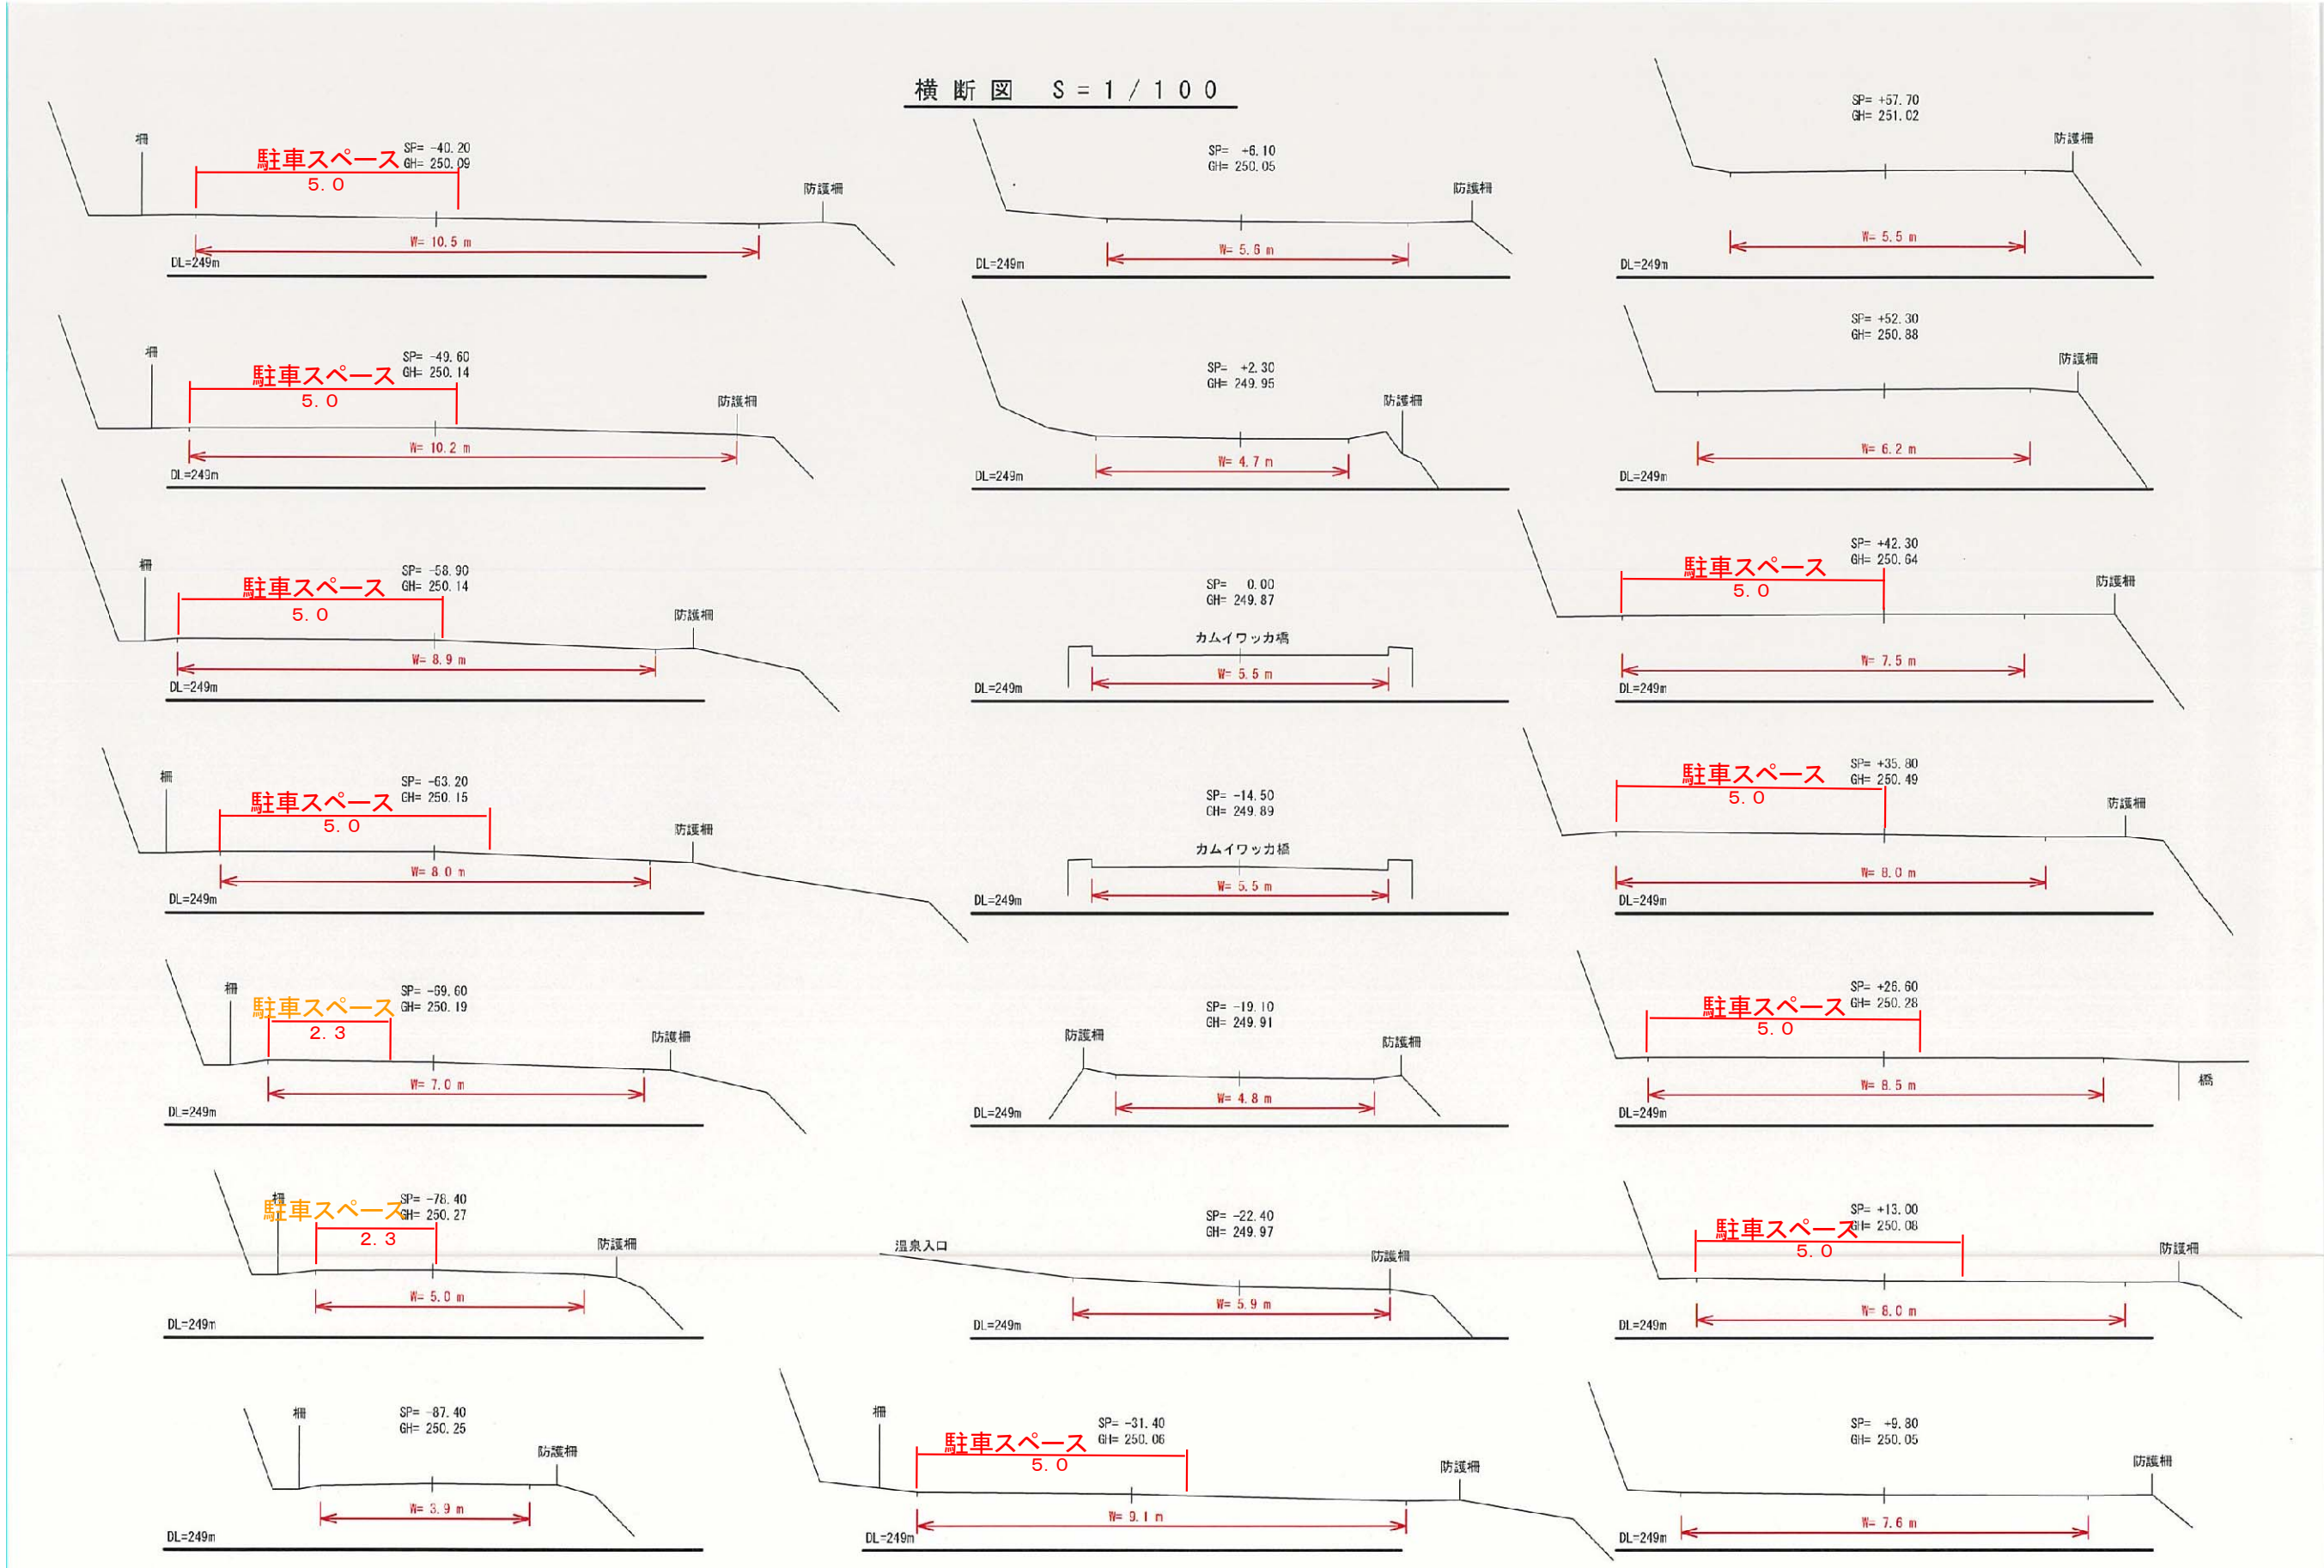 横断図 S=1/100
柵
駐車スペース
SP= -40.20
GH= 250.09
5.0
防護柵
W= 10.5 m
DL=249m
柵
駐車スペース
SP= -49.60
GH= 250.14
5.0
防護柵
W= 10.2 m
DL=249m
柵
駐車スペース
SP= -58.90
GH= 250.14
5.0
防護柵
W= 8.9 m
DL=249m
柵
駐車スペース
SP= -63.20
GH= 250.15
5.0
防護柵
W= 8.0 m
DL=249m
柵
駐車スペース
SP= -69.60
GH= 250.19
2.3
防護柵
W= 7.0 m
DL=249m
柵
駐車スペース
SP= -78.40
GH= 250.27
2.3
防護柵
W= 5.0 m
DL=249m
柵
SP= -87.40
GH= 250.25
防護柵
W= 3.9 m
DL=249m
SP= +6.10
GH= 250.05
防護柵
W= 5.6 m
DL=249m
SP= +2.30
GH= 249.95
防護柵
W= 4.7 m
DL=249m
SP= 0.00
GH= 249.87
カムイワッカ橋
W= 5.5 m
DL=249m
SP= -14.50
GH= 249.89
カムイワッカ橋
W= 5.5 m
DL=249m
SP= -19.10
GH= 249.91
防護柵
防護柵
W= 4.8 m
DL=249m
SP= -22.40
GH= 249.97
温泉入口
防護柵
W= 5.9 m
DL=249m
柵
駐車スペース
SP= -31.40
GH= 250.06
5.0
防護柵
W= 9.1 m
DL=249m
SP= +57.70
GH= 251.02
防護柵
W= 5.5 m
DL=249m
SP= +52.30
GH= 250.88
防護柵
W= 6.2 m
DL=249m
SP= +42.30
GH= 250.64
駐車スペース
5.0
防護柵
W= 7.5 m
DL=249m
SP= +35.80
GH= 250.49
駐車スペース
5.0
防護柵
W= 8.0 m
DL=249m
SP= +26.60
GH= 250.28
駐車スペース
5.0
橋
W= 8.5 m
DL=249m
SP= +13.00
GH= 250.08
駐車スペース
5.0
防護柵
W= 8.0 m
DL=249m
SP= +9.80
GH= 250.05
防護柵
W= 7.6 m
DL=249m